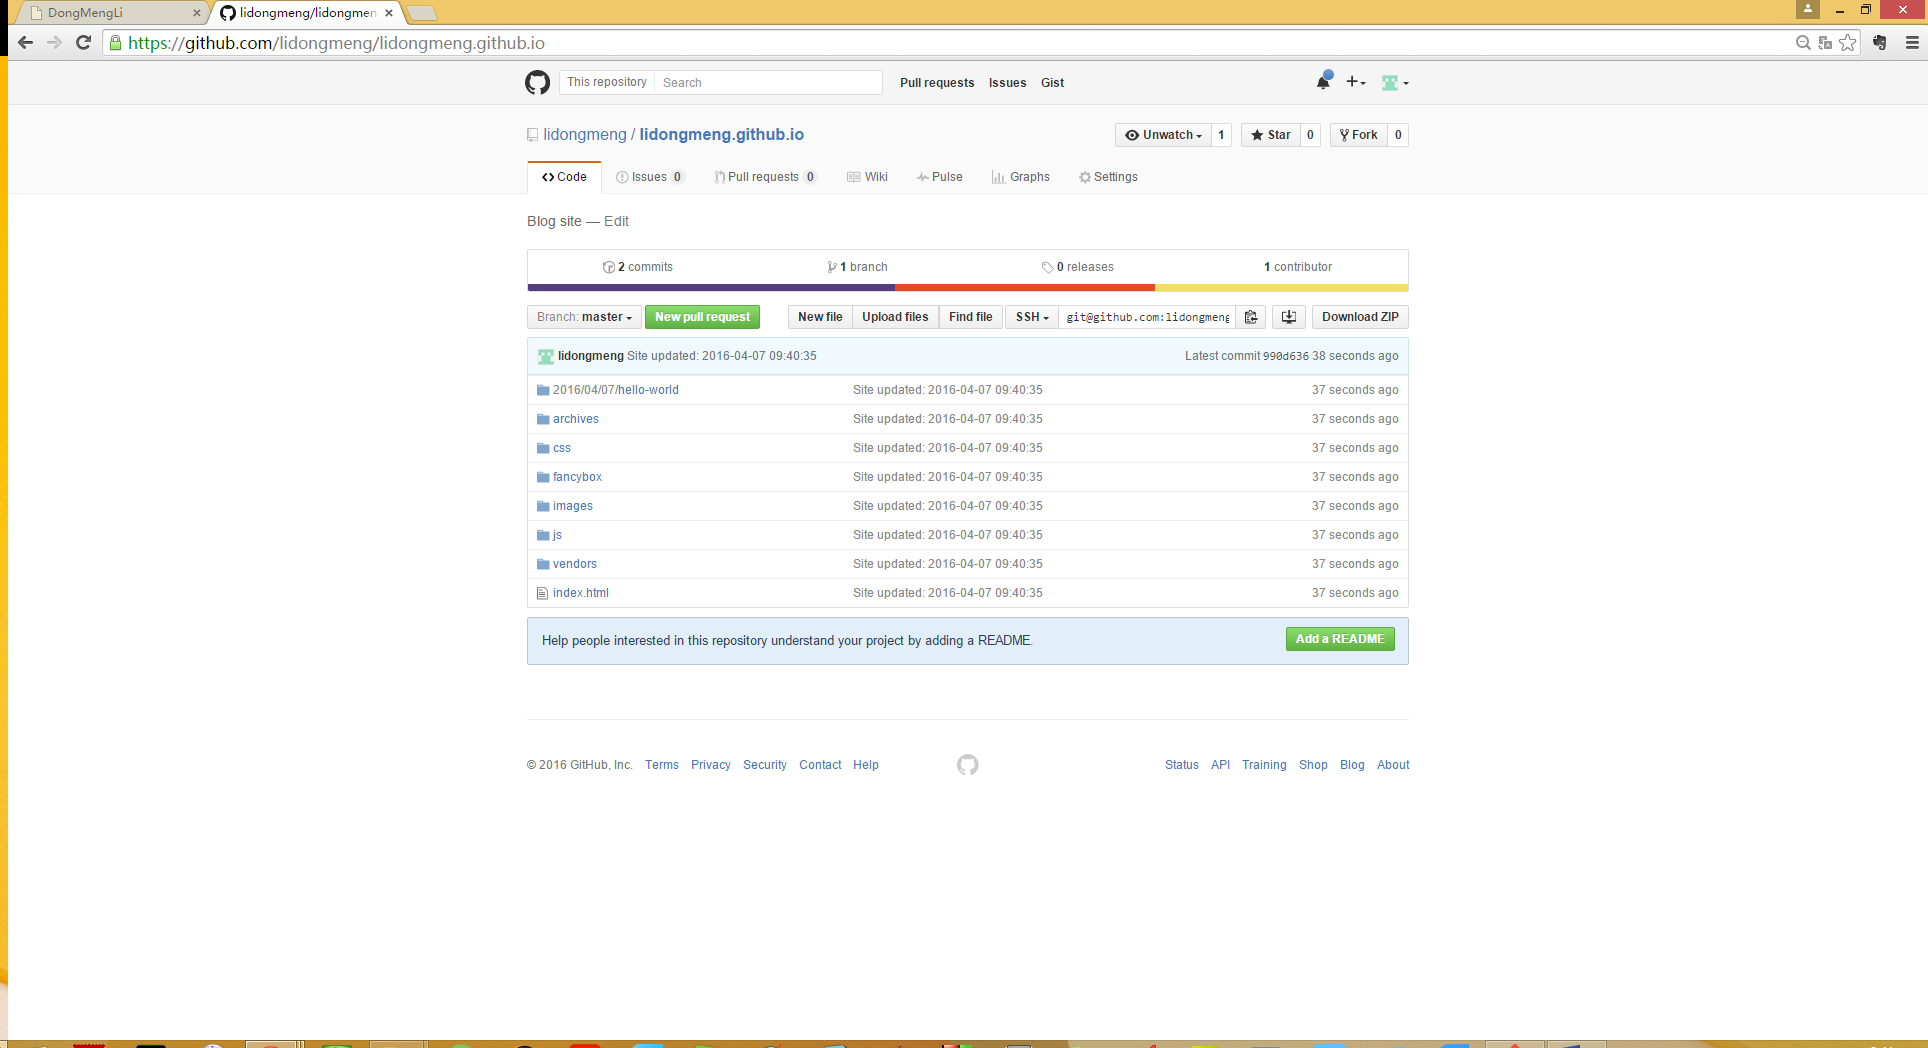 DongMengLi
lidongmeng/lidongmen
https://github.com/lidongmeng/lidongmeng.github.io
This repository Search Pull requests Issues Gist
lidongmeng / lidongmeng.github.io Unwatch 1 Star 0 Fork 0
Code Issues 0 Pull requests 0 Wiki Pulse Graphs Settings
Blog site — Edit
2 commits 1 branch 0 releases 1 contributor
Branch: master New pull request New file Upload files Find file SSH git@github.com:lidongmeng Download ZIP
lidongmeng Site updated: 2016-04-07 09:40:35 Latest commit 990d636 38 seconds ago
2016/04/07/hello-world Site updated: 2016-04-07 09:40:35 37 seconds ago
archives Site updated: 2016-04-07 09:40:35 37 seconds ago
css Site updated: 2016-04-07 09:40:35 37 seconds ago
fancybox Site updated: 2016-04-07 09:40:35 37 seconds ago
images Site updated: 2016-04-07 09:40:35 37 seconds ago
js Site updated: 2016-04-07 09:40:35 37 seconds ago
vendors Site updated: 2016-04-07 09:40:35 37 seconds ago
index.html Site updated: 2016-04-07 09:40:35 37 seconds ago
Help people interested in this repository understand your project by adding a README. Add a README
© 2016 GitHub, Inc. Terms Privacy Security Contact Help Status API Training Shop Blog About